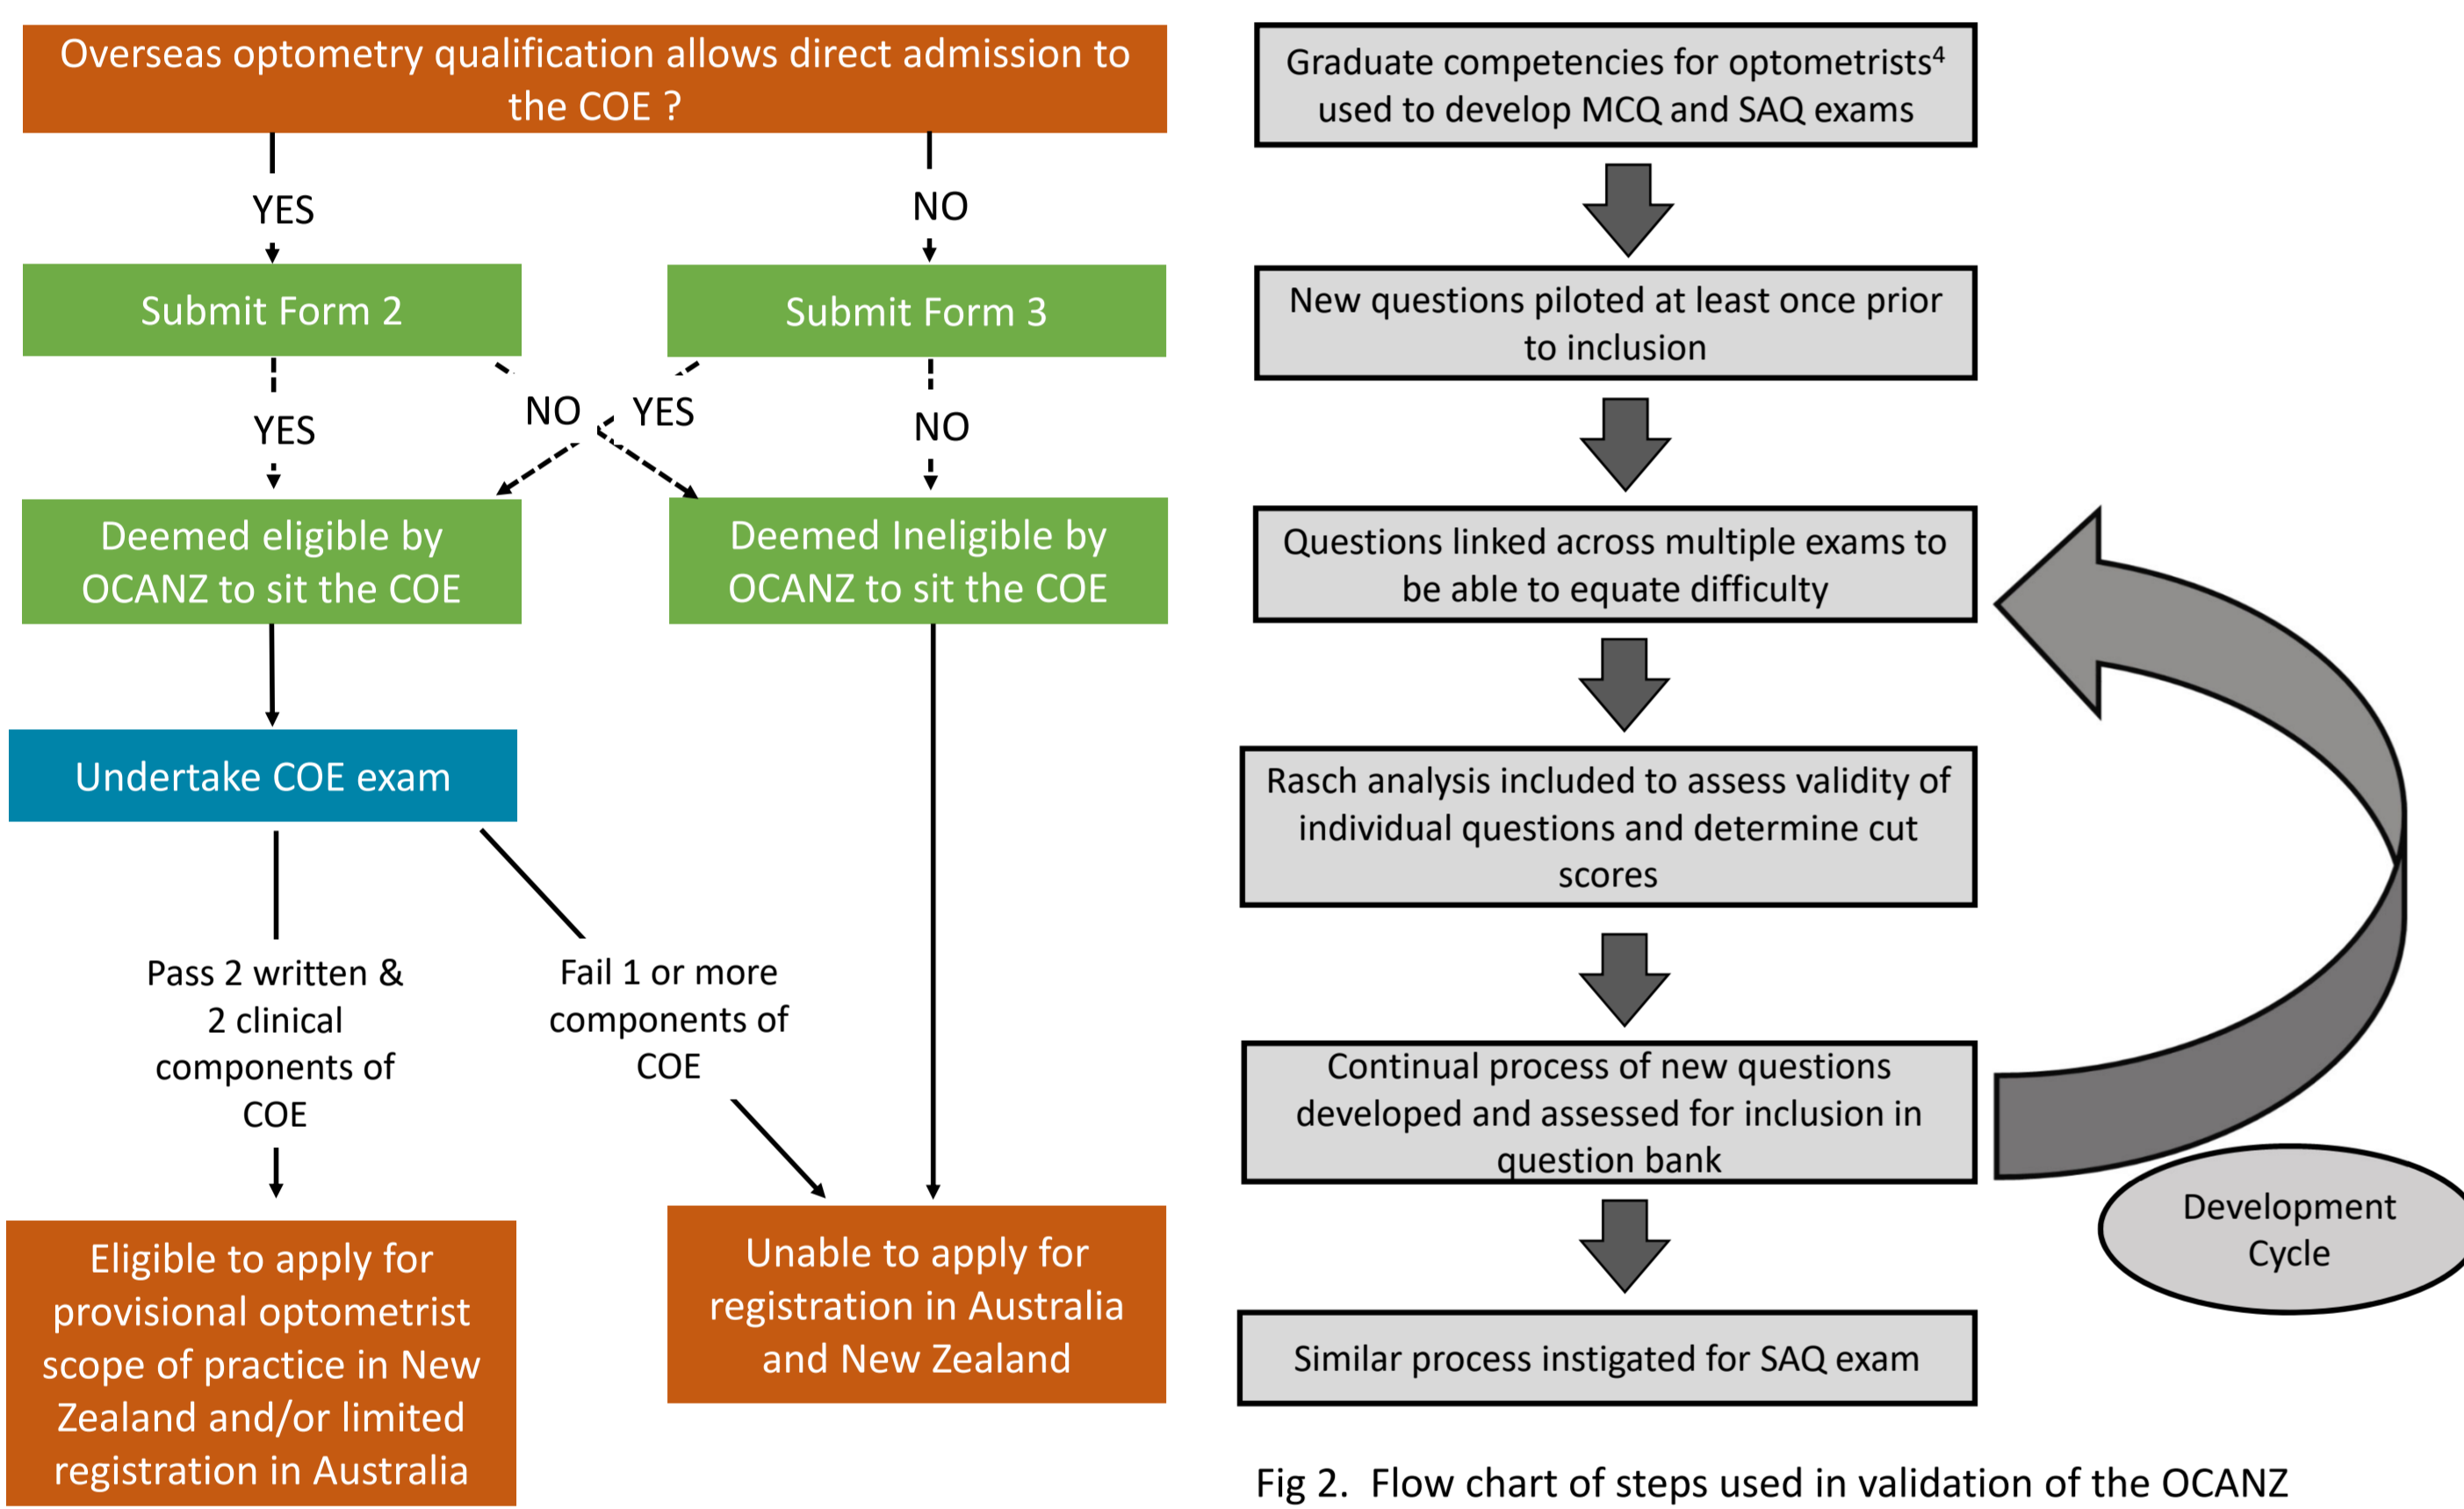 Overseas optometry qualification allows direct admission to
the COE ?
YES
NO
Submit Form 2
Submit Form 3
YES
NO
YES
NO
Deemed eligible by
OCANZ to sit the COE
Deemed Ineligible by
OCANZ to sit the COE
Undertake COE exam
Pass 2 written &
2 clinical
components of
COE
Fail 1 or more
components of
COE
Eligible to apply for
provisional optometrist
scope of practice in New
Zealand and/or limited
registration in Australia
Unable to apply for
registration in Australia
and New Zealand
Graduate competencies for optometrists⁴
used to develop MCQ and SAQ exams
New questions piloted at least once prior
to inclusion
Questions linked across multiple exams to
be able to equate difficulty
Rasch analysis included to assess validity of
individual questions and determine cut
scores
Continual process of new questions
developed and assessed for inclusion in
question bank
Development
Cycle
Similar process instigated for SAQ exam
Fig 2. Flow chart of steps used in validation of the OCANZ